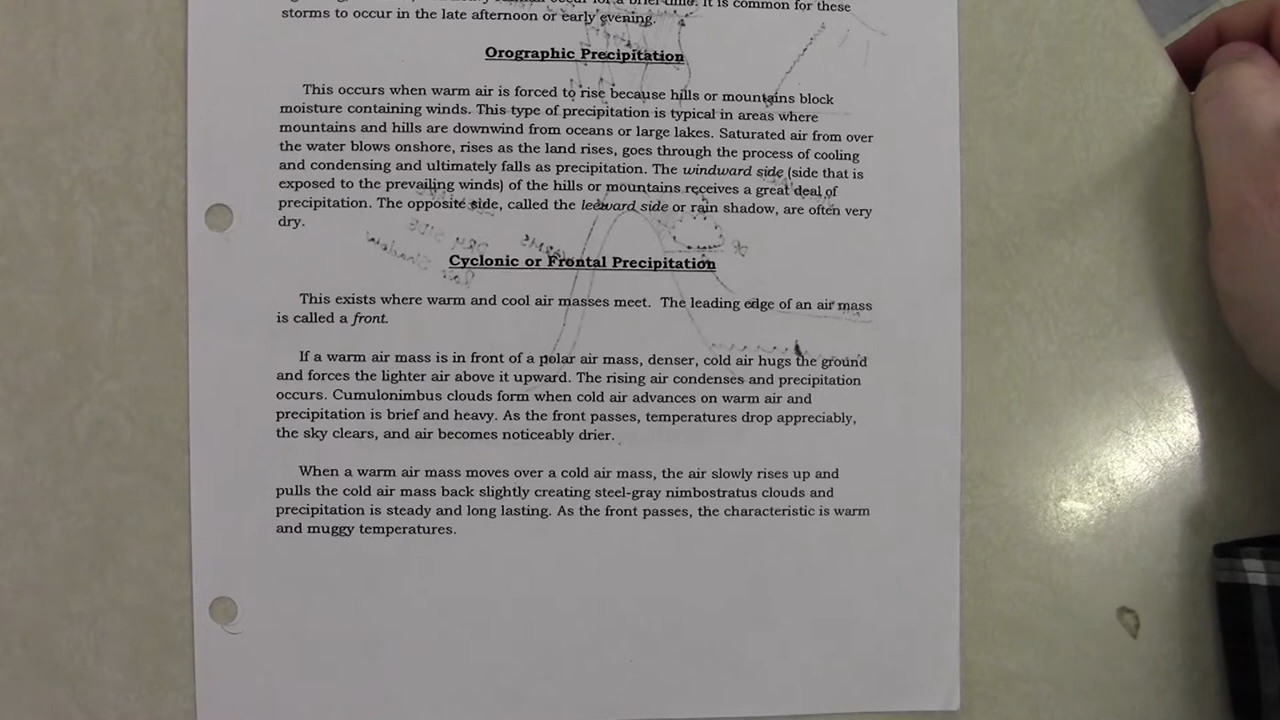 for a brief time. It is common for these
storms to occur in the late afternoon or early evening.
Orographic Precipitation
This occurs when warm air is forced to rise because hills or mountains block
moisture containing winds. This type of precipitation is typical in areas where
mountains and hills are downwind from oceans or large lakes. Saturated air from over
the water blows onshore, rises as the land rises, goes through the process of cooling
and condensing and ultimately falls as precipitation. The windward side (side that is
exposed to the prevailing winds) of the hills or mountains receives a great deal of
precipitation. The opposite side, called the leeward side or rain shadow, are often very
dry.
Cyclonic or Frontal Precipitation
This exists where warm and cool air masses meet. The leading edge of an air mass
is called a front.
If a warm air mass is in front of a polar air mass, denser, cold air hugs the ground
and forces the lighter air above it upward. The rising air condenses and precipitation
occurs. Cumulonimbus clouds form when cold air advances on warm air and
precipitation is brief and heavy. As the front passes, temperatures drop appreciably,
the sky clears, and air becomes noticeably drier.
When a warm air mass moves over a cold air mass, the air slowly rises up and
pulls the cold air mass back slightly creating steel-gray nimbostratus clouds and
precipitation is steady and long lasting. As the front passes, the characteristic is warm
and muggy temperatures.